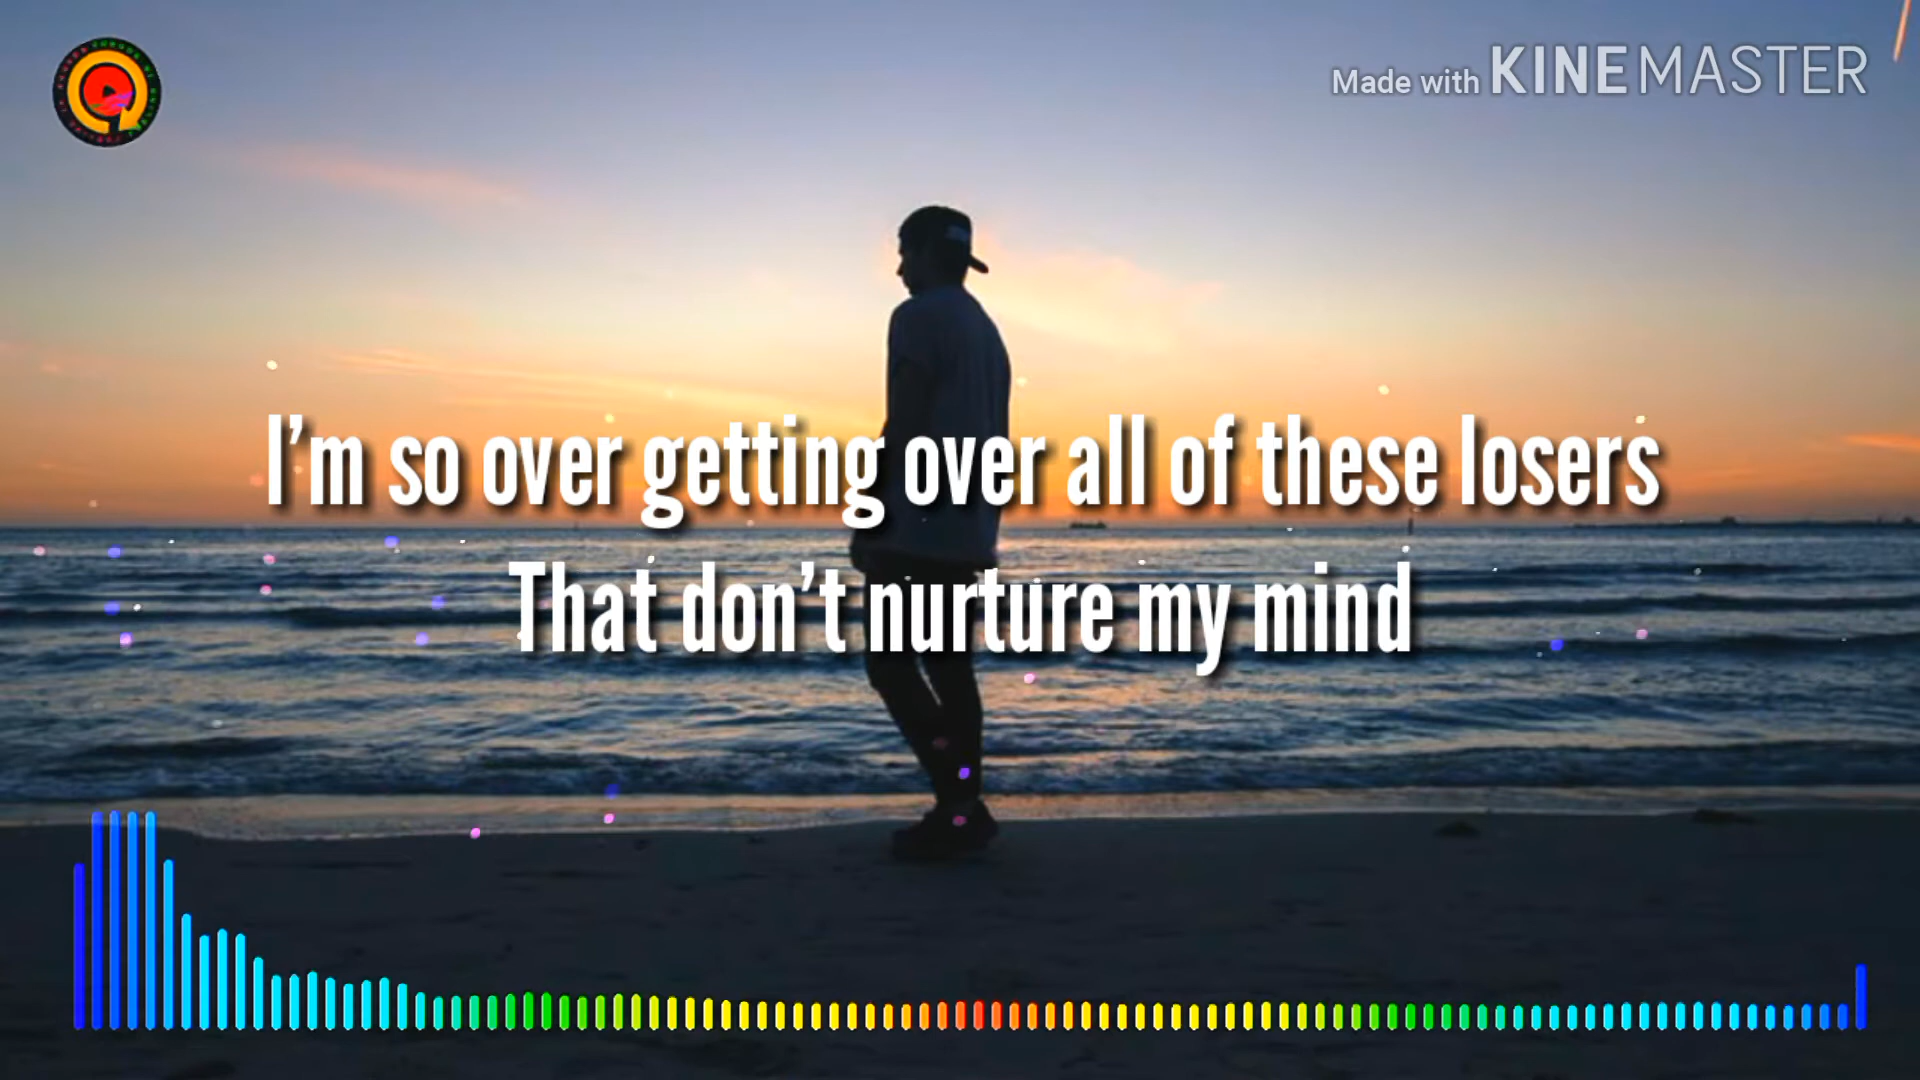 Made with KINEMASTER
I'm so over getting over all of these losers
That don't nurture my mind